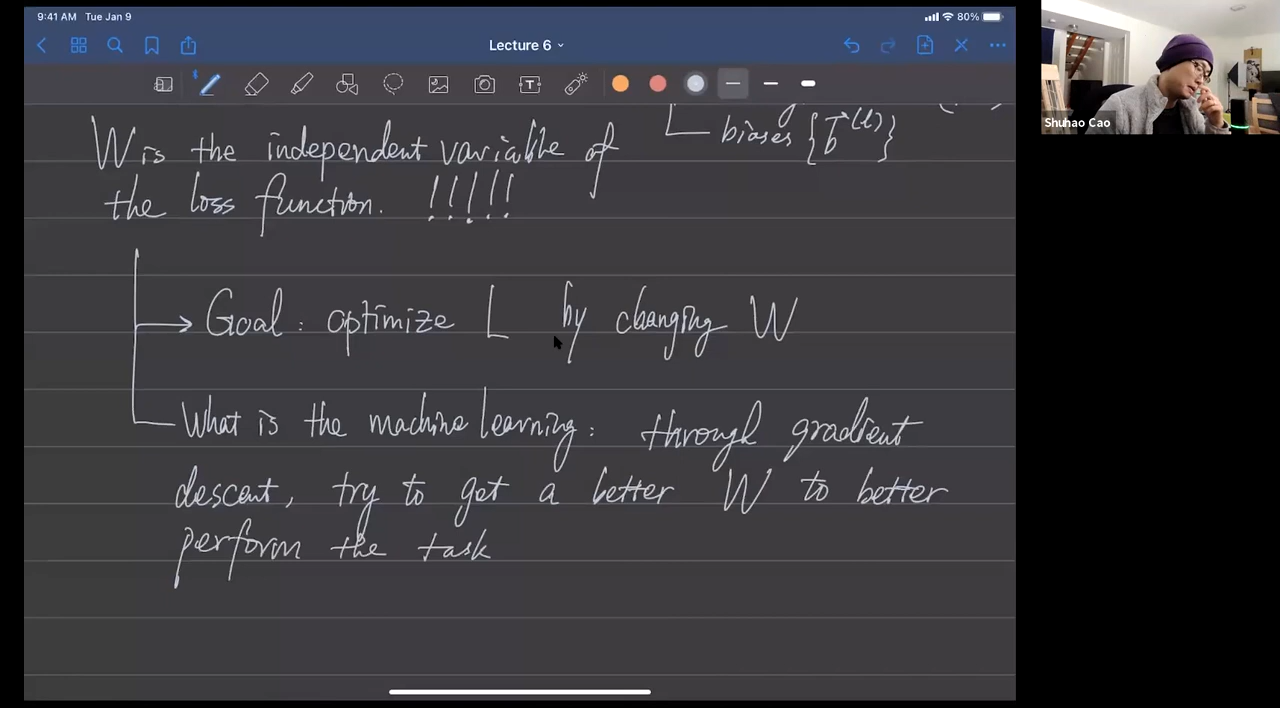 9:41 AM Tue Jan 9
80%
Lecture 6
Shuhao Cao
biases {b^(l)}
W is the independent variable of
the loss function. !!!!!
Goal: optimize L by changing W
What is the machine learning: through gradient
descent, try to get a better W to better
perform the task